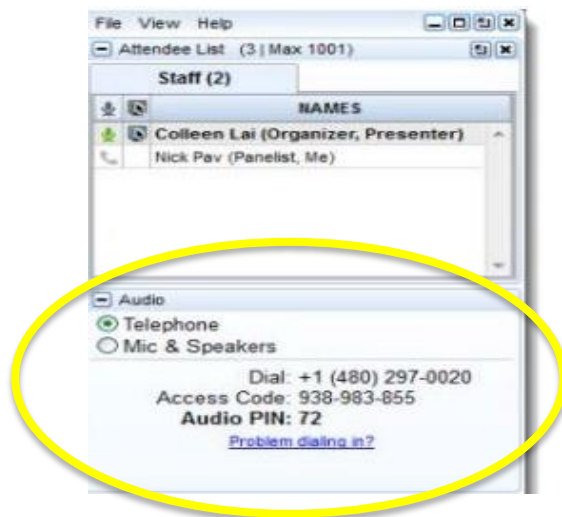 File View Help
Attendee List (3 | Max 1001)
Staff (2)
NAMES
Colleen Lai (Organizer, Presenter)
Nick Pav (Panelist, Me)
Audio
Telephone
Mic & Speakers
Dial: +1 (480) 297-0020
Access Code: 938-983-855
Audio PIN: 72
Problem dialing in?